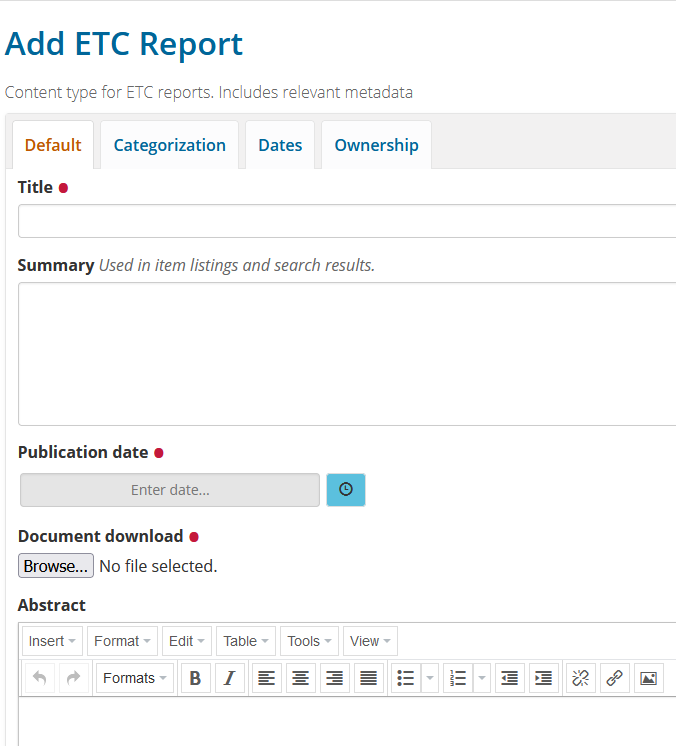 Add ETC Report
Content type for ETC reports. Includes relevant metadata
Default Categorization Dates Ownership
Title
Summary Used in item listings and search results.
Publication date
Enter date...
Document download
Browse... No file selected.
Abstract
Insert Format Edit Table Tools View
Formats B I